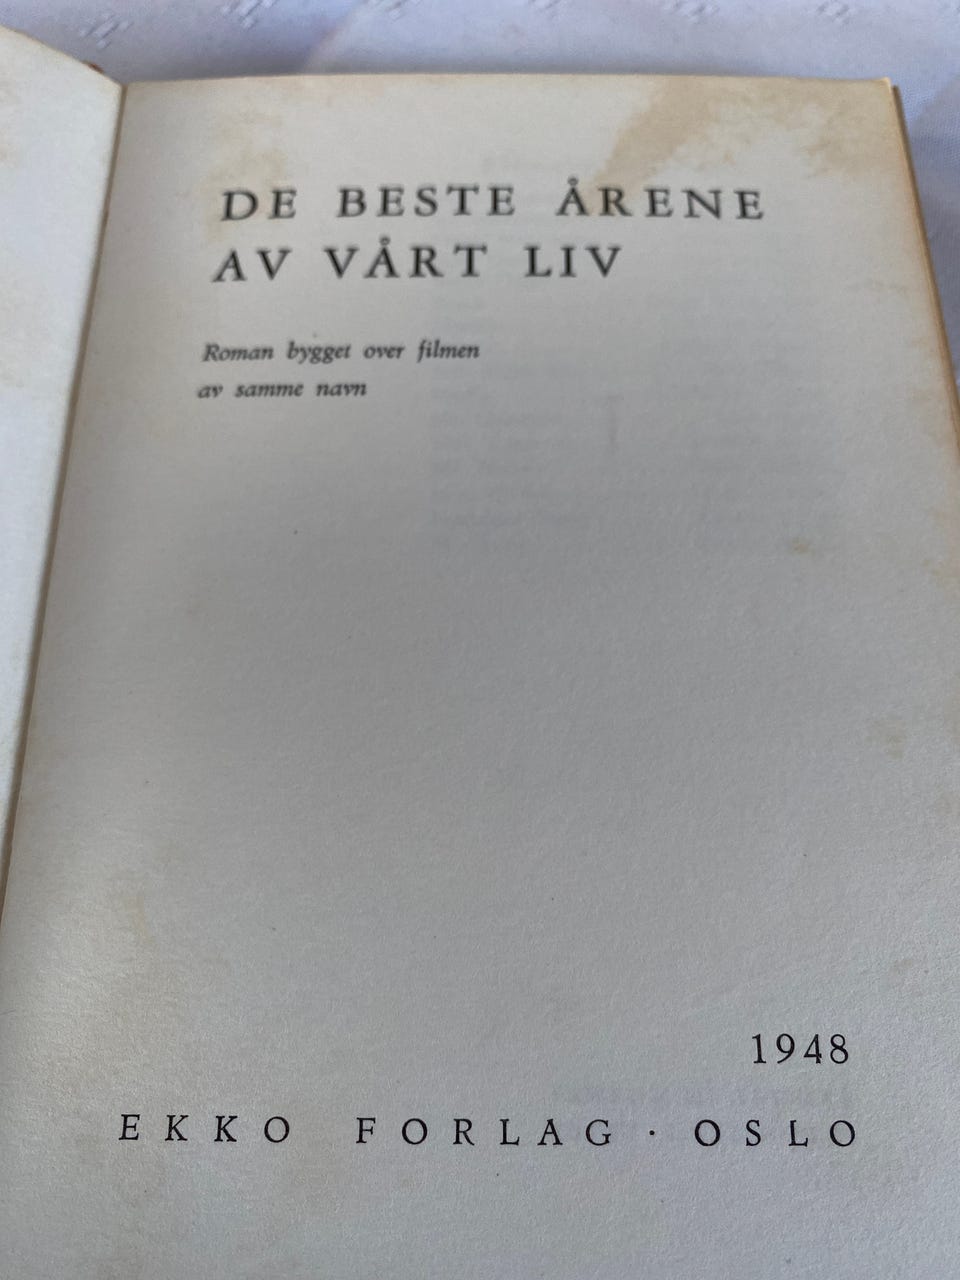 DE BESTE ÅRENE
AV VÅRT LIV
Roman bygget over filmen
av samme navn
1948
EKKO FORLAG · OSLO